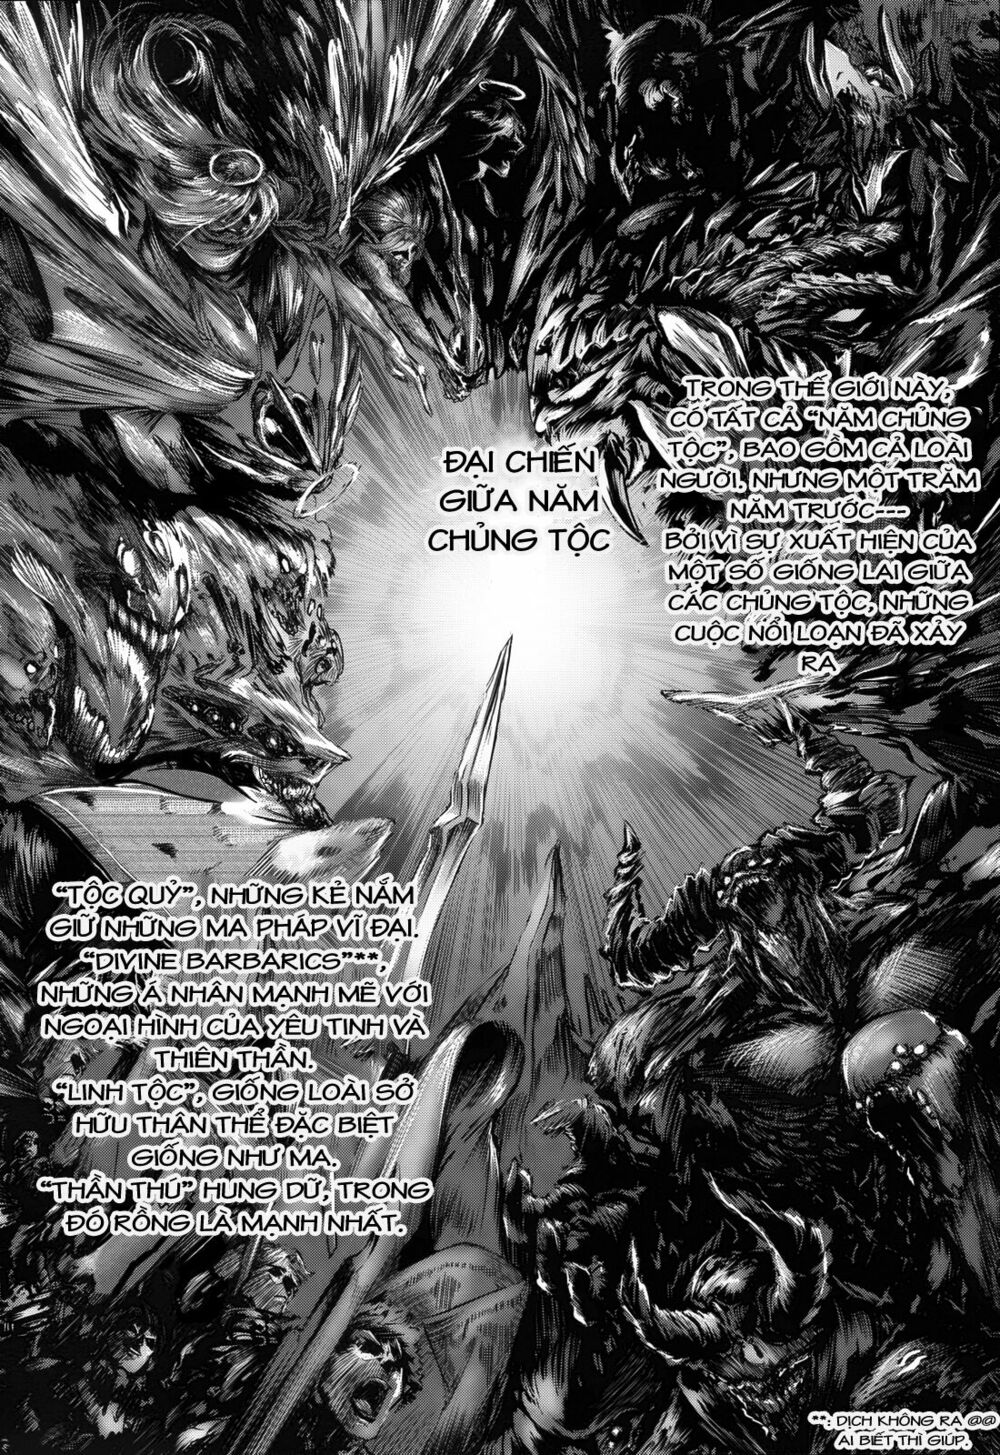 TRONG THẾ GIỚI NÀY,
CÓ TẤT CẢ "NĂM CHỦNG
TỘC", BAO GỒM CẢ LOÀI
NGƯỜI. NHƯNG MỘT TRĂM
NĂM TRƯỚC---
BỞI VÌ SỰ XUẤT HIỆN CỦA
MỘT SỐ GIỐNG LAI GIỮA
CÁC CHỦNG TỘC, NHỮNG
CUỘC NỔI LOẠN ĐÃ XẢY
RA
ĐẠI CHIẾN
GIỮA NĂM
CHỦNG TỘC
"TỘC QUỶ", NHỮNG KẺ NẮM
GIỮ NHỮNG MA PHÁP VĨ ĐẠI.
"DIVINE BARBARICS"**,
NHỮNG Á NHÂN MẠNH MẼ VỚI
NGOẠI HÌNH CỦA YÊU TINH VÀ
THIÊN THẦN.
"LINH TỘC", GIỐNG LOÀI SỞ
HỮU THÂN THỂ ĐẶC BIỆT
GIỐNG NHƯ MA.
"THẦN THÚ" HUNG DỮ, TRONG
ĐÓ RỒNG LÀ MẠNH NHẤT.
**: DỊCH KHÔNG RA @@
AI BIẾT THÌ GIÚP.